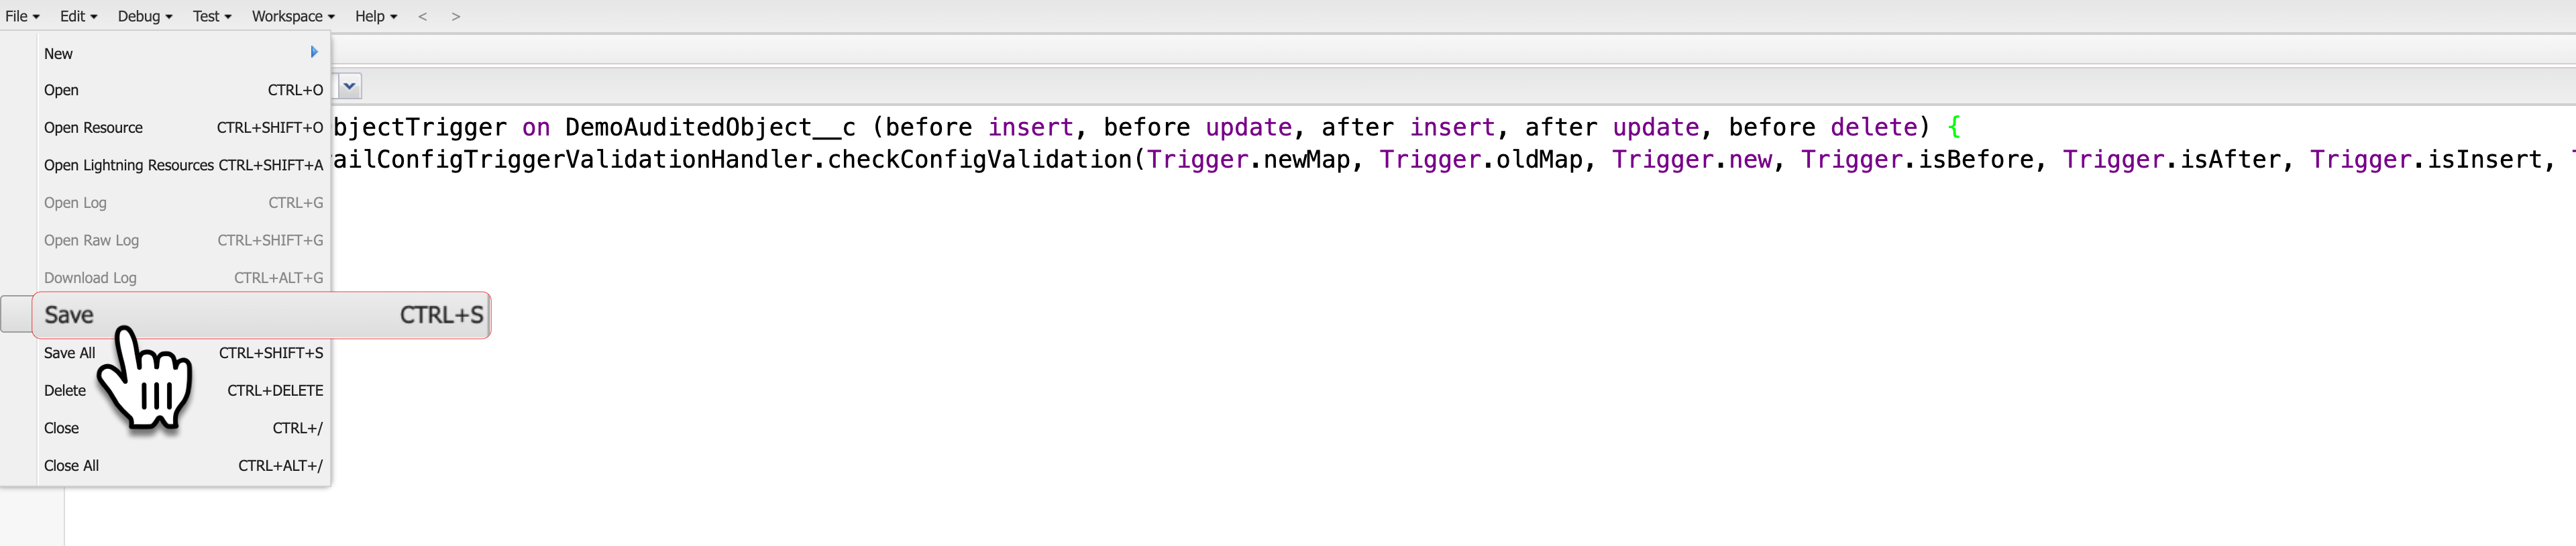 File Edit Debug Test Workspace Help < >
New
Open CTRL+O
Open Resource CTRL+SHIFT+O
Open Lightning Resources CTRL+SHIFT+A
Open Log CTRL+G
Open Raw Log CTRL+SHIFT+G
Download Log CTRL+ALT+G
Save CTRL+S
Save All CTRL+SHIFT+S
Delete CTRL+DELETE
Close CTRL+/
Close All CTRL+ALT+/
bjectTrigger on DemoAuditedObject__c (before insert, before update, after insert, after update, before delete) {
ailConfigTriggerValidationHandler.checkConfigValidation(Trigger.newMap, Trigger.oldMap, Trigger.new, Trigger.isBefore, Trigger.isAfter, Trigger.isInsert,